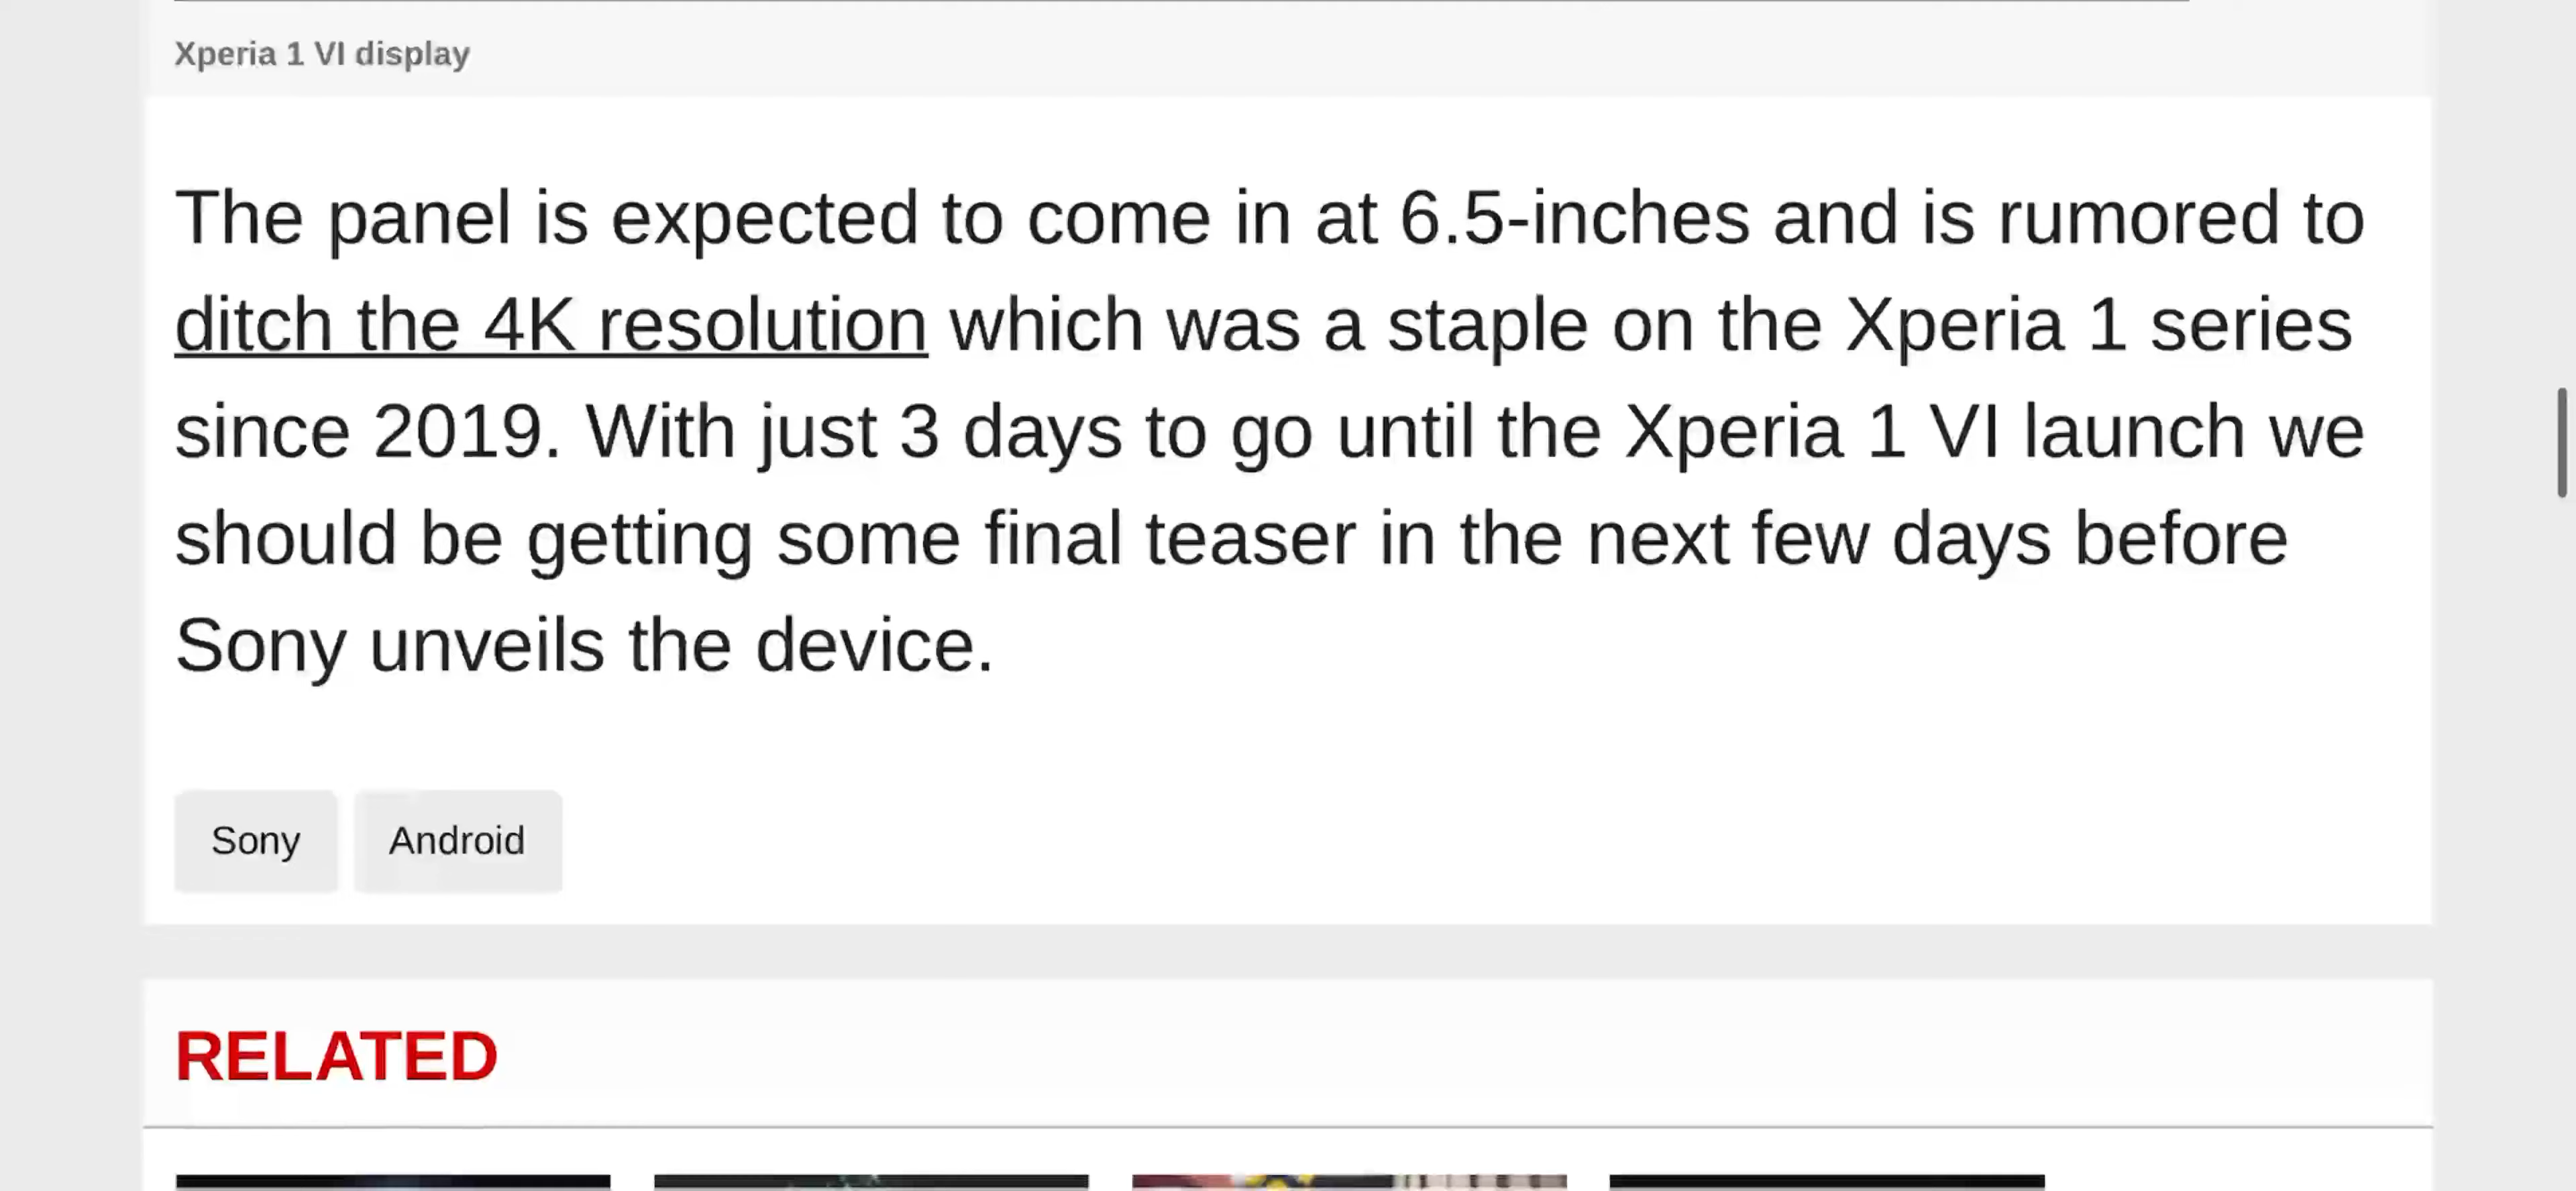 Xperia 1 VI display
The panel is expected to come in at 6.5-inches and is rumored to
ditch the 4K resolution which was a staple on the Xperia 1 series
since 2019. With just 3 days to go until the Xperia 1 VI launch we
should be getting some final teaser in the next few days before
Sony unveils the device.
Sony Android
RELATED